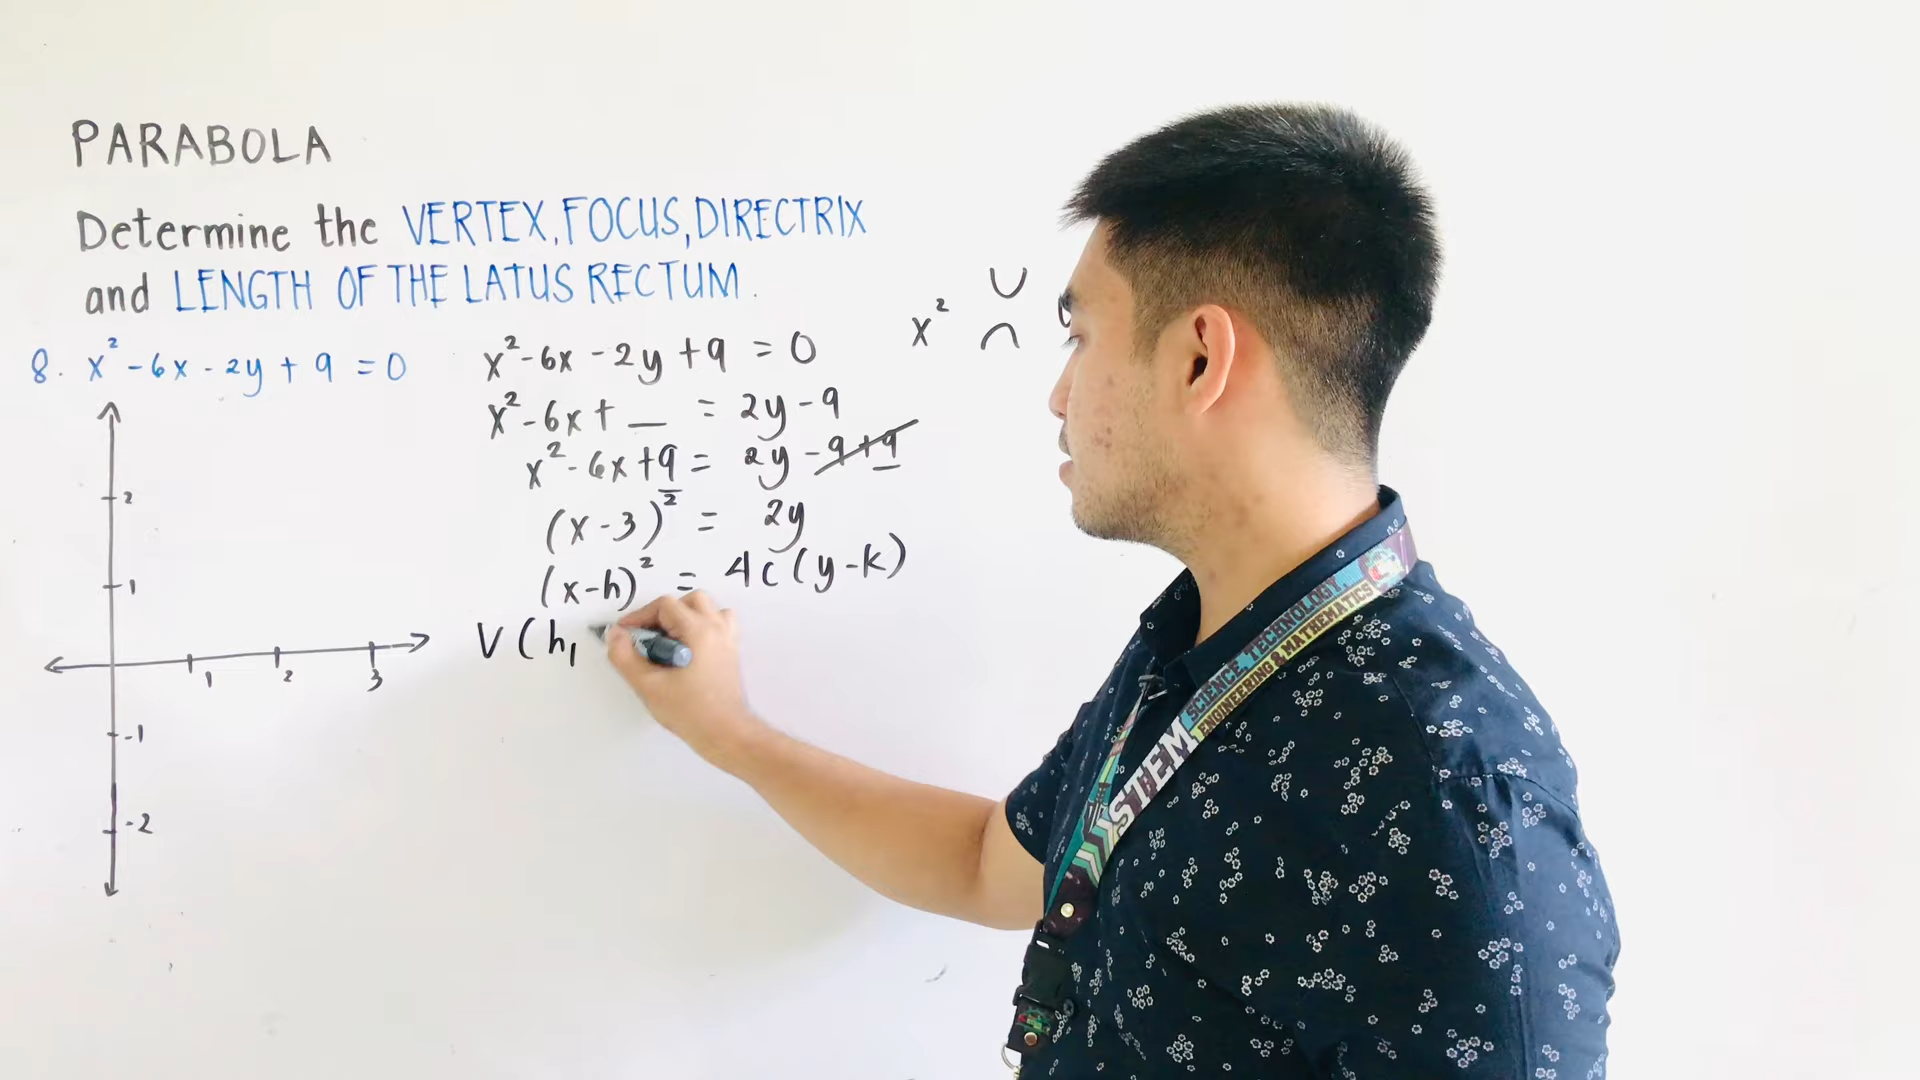 PARABOLA
Determine the VERTEX, FOCUS, DIRECTRIX
and LENGTH OF THE LATUS RECTUM.
8. x² - 6x - 2y + 9 = 0
x² - 6x - 2y + 9 = 0
x² - 6x + _ = 2y - 9
x² - 6x + 9 = 2y - 9 + 9
(x - 3)² = 2y
(x - h)² = 4c (y - k)
V (h,
x²
2
1
-1
-2
1
2
3
STEM
SCIENCE, TECHNOLOGY,
ENGINEERING & MATHEMATICS